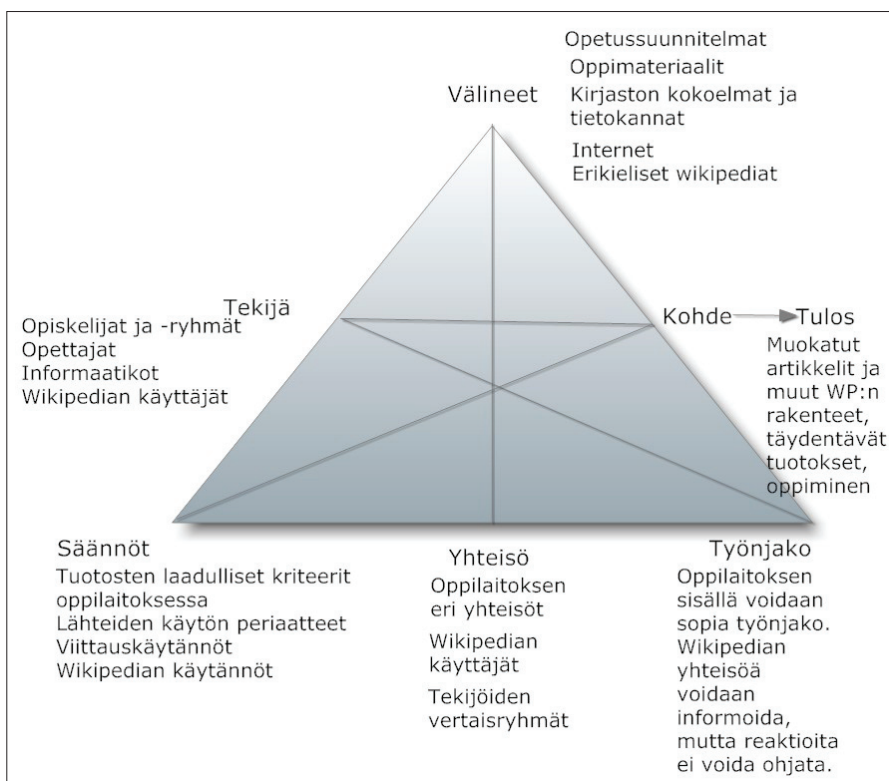 Välineet
Opetussuunnitelmat
Oppimateriaalit
Kirjaston kokoelmat ja
tietokannat
Internet
Erikieliset wikipediat
Tekijä
Opiskelijat ja -ryhmät
Opettajat
Informaatikot
Wikipedian käyttäjät
Kohde
Tulos
Muokatut
artikkelit ja
muut WP:n
rakenteet,
täydentävät
tuotokset,
oppiminen
Säännöt
Tuotosten laadulliset kriteerit
oppilaitoksessa
Lähteiden käytön periaatteet
Viittauskäytännöt
Wikipedian käytännöt
Yhteisö
Oppilaitoksen
eri yhteisöt
Wikipedian
käyttäjät
Tekijöiden
vertaisryhmät
Työnjako
Oppilaitoksen
sisällä voidaan
sopia työnjako.
Wikipedian
yhteisöä
voidaan
informoida,
mutta reaktioita
ei voida ohjata.